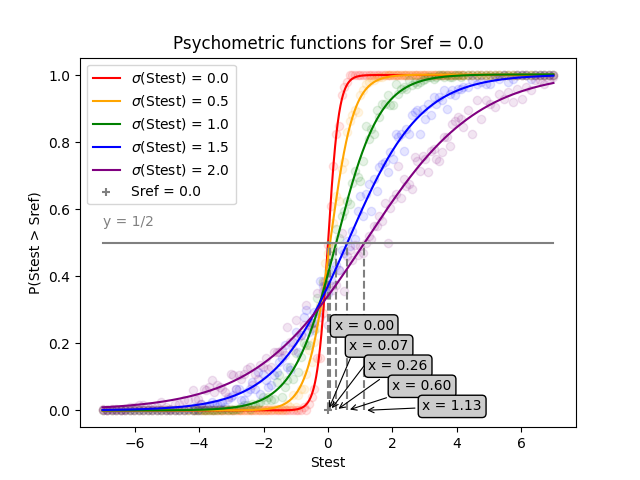 Psychometric functions for Sref = 0.0
σ(Stest) = 0.0
σ(Stest) = 0.5
σ(Stest) = 1.0
σ(Stest) = 1.5
σ(Stest) = 2.0
Sref = 0.0
y = 1/2
x = 0.00
x = 0.07
x = 0.26
x = 0.60
x = 1.13
1.0
0.8
0.6
0.4
0.2
0.0
P(Stest > Sref)
−6 −4 −2 0 2 4 6
Stest